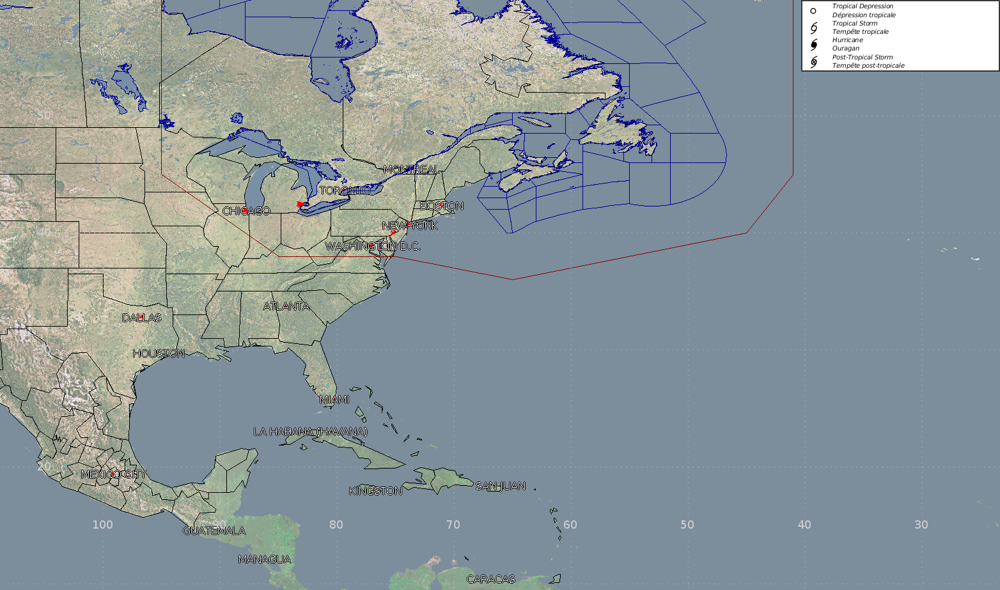 Tropical Depression
Dépression tropicale
Tropical Storm
Tempête tropicale
Hurricane
Ouragan
Post-Tropical Storm
Tempête post-tropicale
50
MONTREAL
TORONTO
CHICAGO
BOSTON
NEW YORK
40
WASHINGTON D.C.
ATLANTA
DALLAS
30
HOUSTON
MIAMI
LA HABANA (HAVANA)
20
MEXICO CITY
KINGSTON
SAN JUAN
100
90
80
70
60
50
40
30
GUATEMALA
MANAGUA
CARACAS